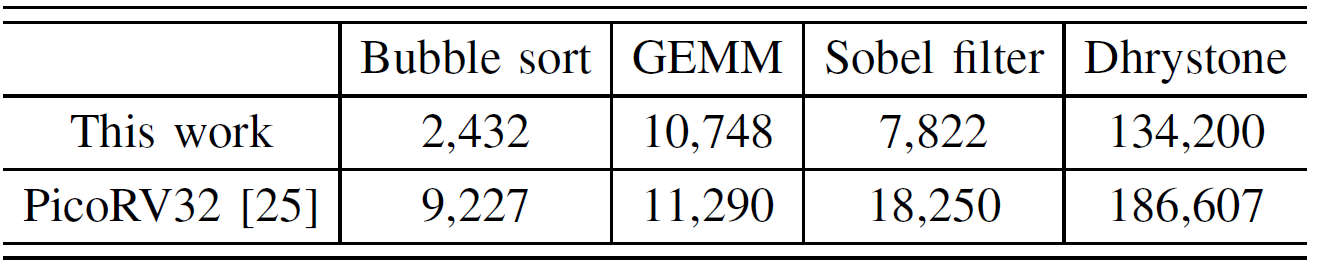 Bubble sort GEMM Sobel filter Dhrystone
This work 2,432 10,748 7,822 134,200
PicoRV32 [25] 9,227 11,290 18,250 186,607